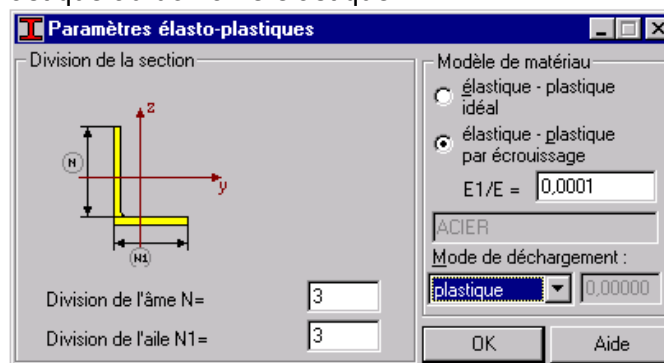 Paramètres élasto-plastiques
Division de la section
z
y
N
N1
Division de l'âme N= 3
Division de l'aile N1= 3
Modèle de matériau
élastique - plastique
idéal
élastique - plastique
par écrouissage
E1/E = 0,0001
ACIER
Mode de déchargement :
plastique 0,00000
OK Aide